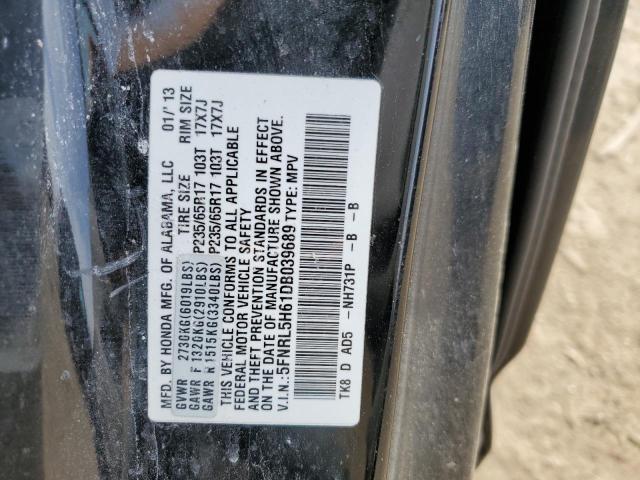 MFD. BY HONDA MFG. OF ALABAMA, LLC 01/13
TIRE SIZE RIM SIZE
GVWR 2730KG(6019LBS)
GAWR F 1320KG(2910LBS) P235/65R17 103T 17X7J
GAWR R 1515KG(3340LBS) P235/65R17 103T 17X7J
THIS VEHICLE CONFORMS TO ALL APPLICABLE
FEDERAL MOTOR VEHICLE SAFETY
AND THEFT PREVENTION STANDARDS IN EFFECT
ON THE DATE OF MANUFACTURE SHOWN ABOVE.
V.I.N.: 5FNRL5H61DB039689 TYPE: MPV
TK8 D AD5 -NH731P -B -B